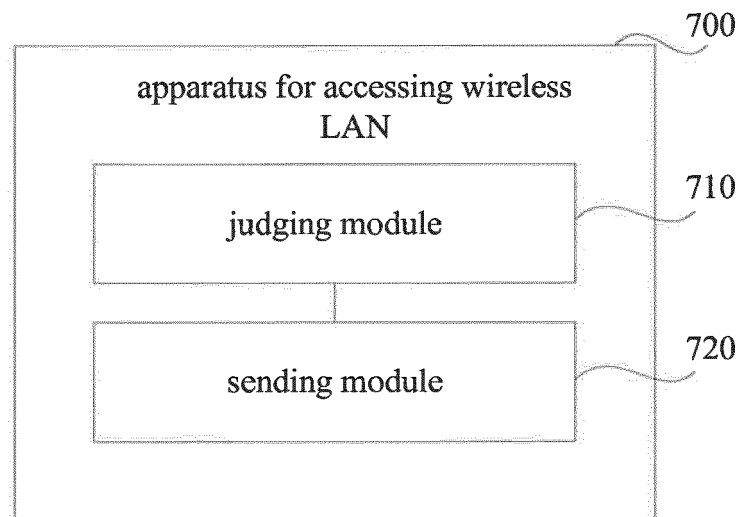 700
apparatus for accessing wireless
LAN
710
judging module
720
sending module